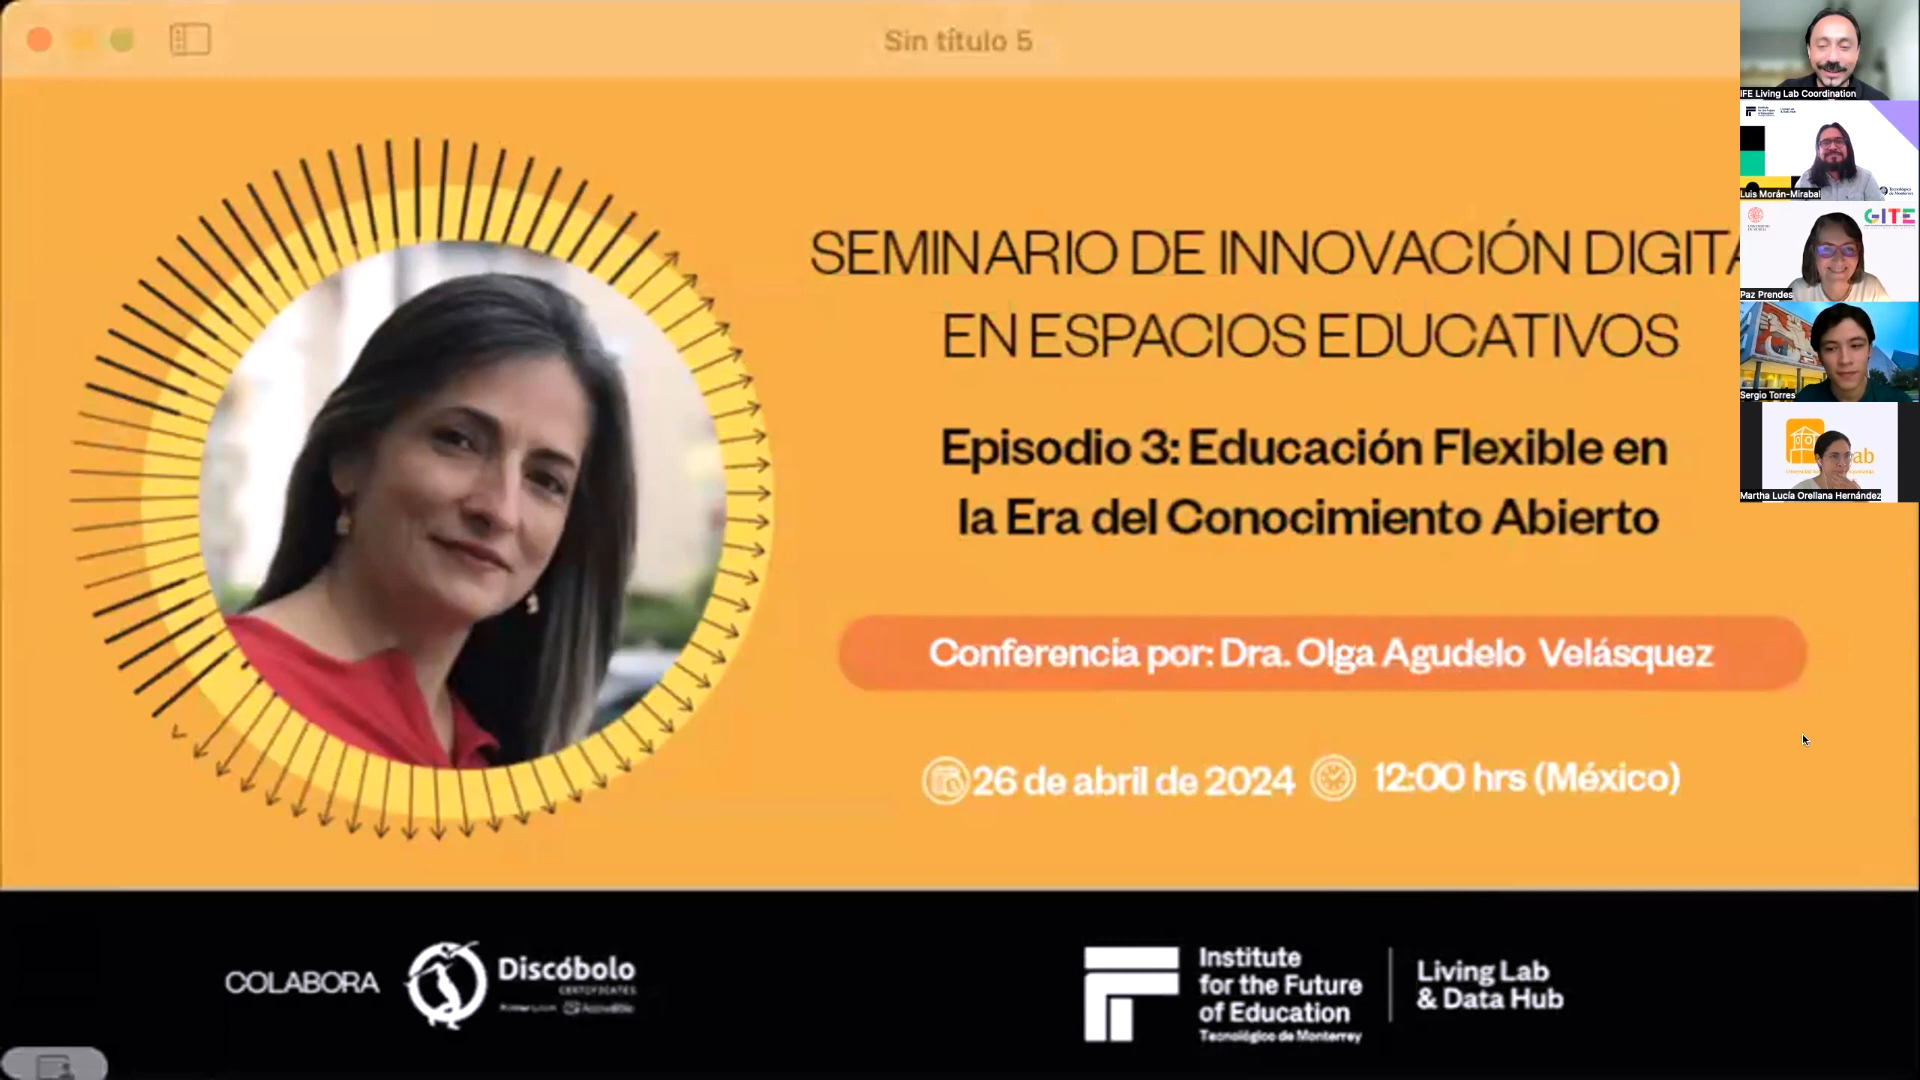 Sin título 5
SEMINARIO DE INNOVACIÓN DIGITA
EN ESPACIOS EDUCATIVOS
Episodio 3: Educación Flexible en
la Era del Conocimiento Abierto
Conferencia por: Dra. Olga Agudelo Velásquez
26 de abril de 2024
12:00 hrs (México)
COLABORA
Discóbolo
CERTIFICATES
Accredible
Institute
for the Future
of Education
Tecnológico de Monterrey
Living Lab
& Data Hub
IFE Living Lab Coordination
Luis Morán-Mirabal
GITE
Paz Prendes
Sergio Torres
ab
Martha Lucía Orellana Hernández